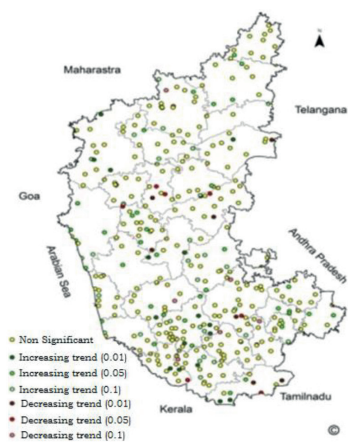 N
Maharastra
Telangana
Goa
Arabian Sea
Andhra Pradesh
Non Significant
Increasing trend (0.01)
Increasing trend (0.05)
Increasing trend (0.1)
Decreasing trend (0.01)
Decreasing trend (0.05)
Decreasing trend (0.1)
Kerala
Tamilnadu
©